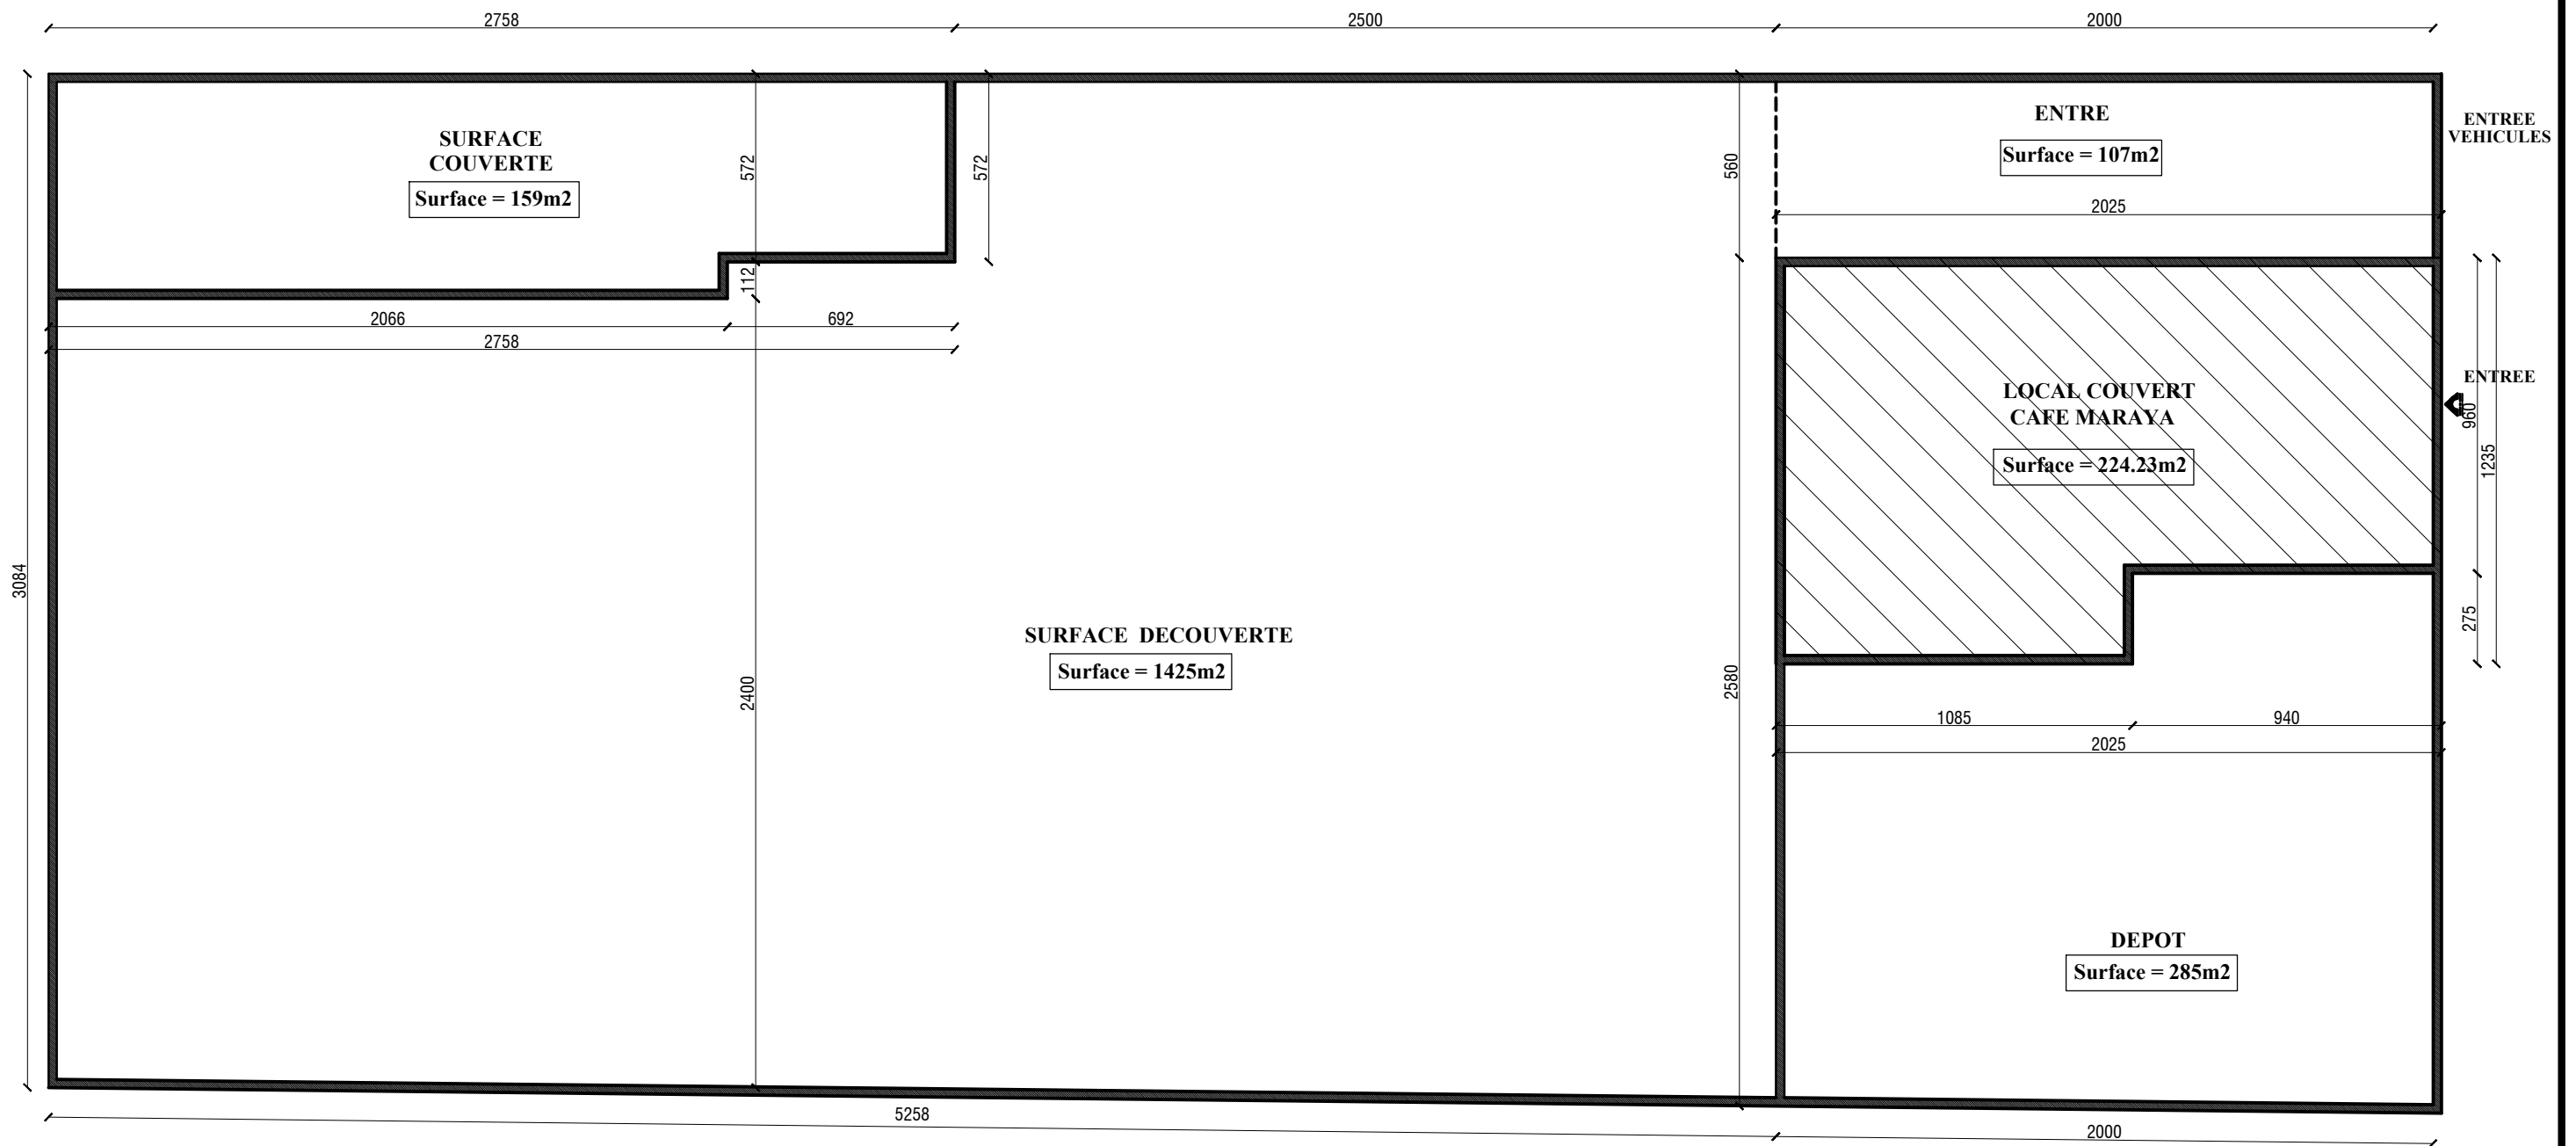 2758
2500
2000
SURFACE
COUVERTE
Surface = 159m2
572
572
560
ENTRE
Surface = 107m2
2025
ENTREE
VEHICULES
112
2066
692
2758
LOCAL COUVERT
CAFE MARAYA
Surface = 224.23m2
ENTREE
960
1235
275
3084
SURFACE DECOUVERTE
Surface = 1425m2
2400
2580
1085
940
2025
DEPOT
Surface = 285m2
5258
2000